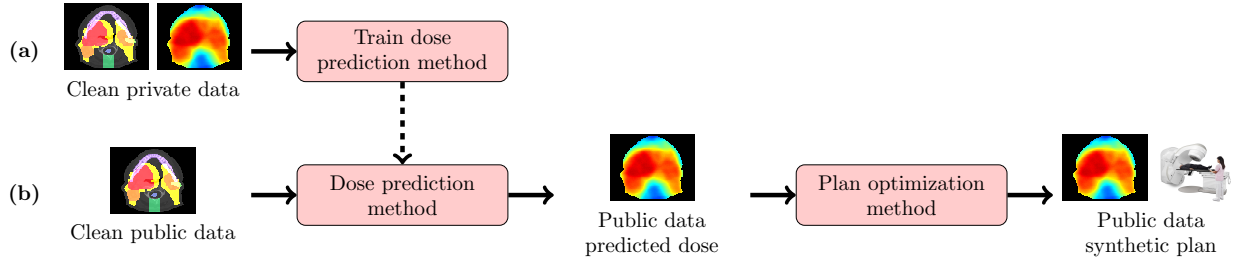 (a)
Clean private data
Train dose
prediction method
(b)
Clean public data
Dose prediction
method
Public data
predicted dose
Plan optimization
method
Public data
synthetic plan